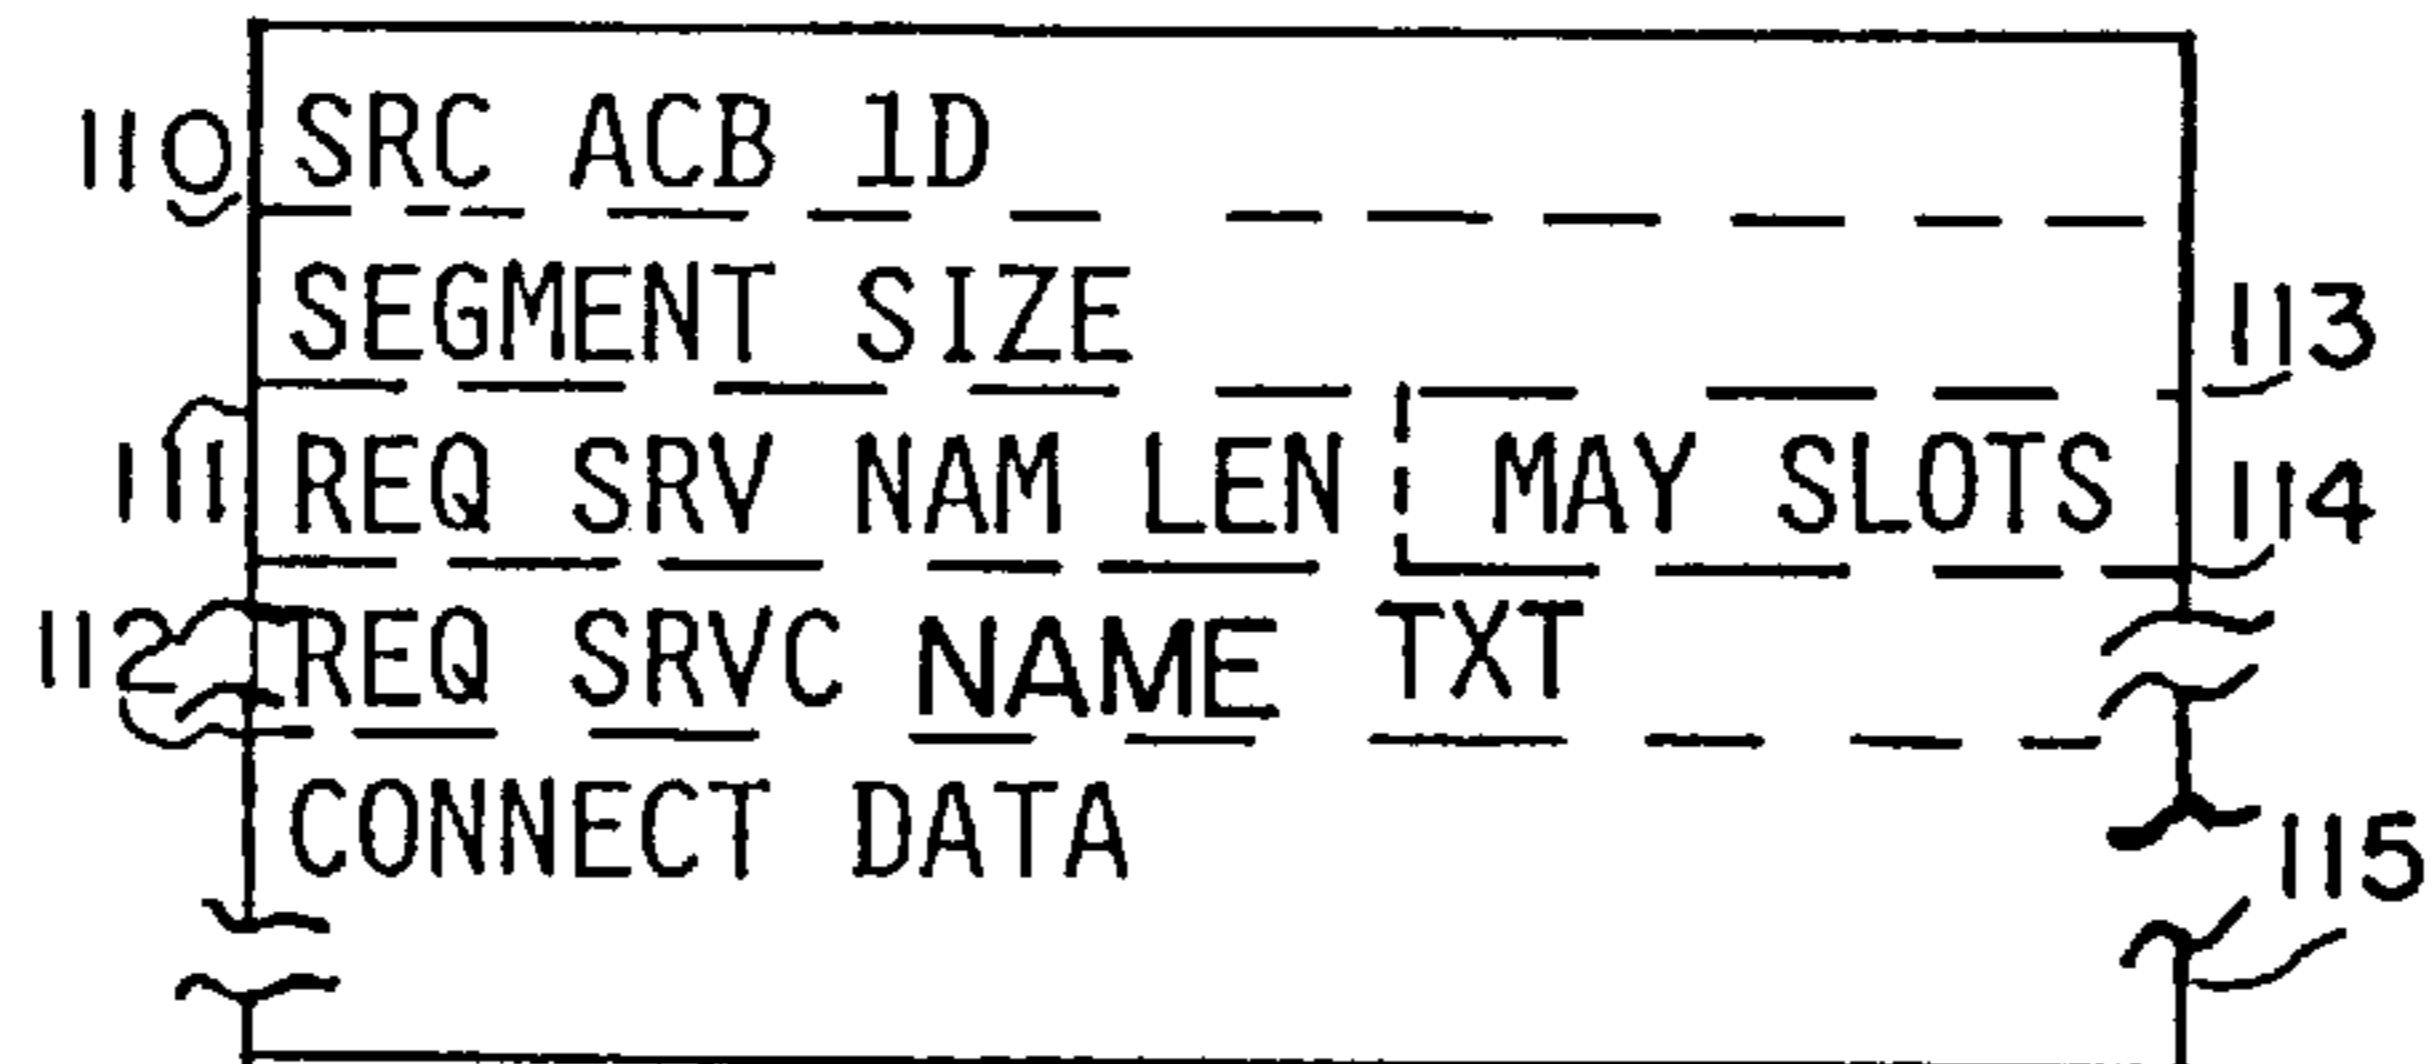 110 SRC ACB 1D
SEGMENT SIZE 113
111 REQ SRV NAM LEN MAY SLOTS 114
112 REQ SRVC NAME TXT
CONNECT DATA 115